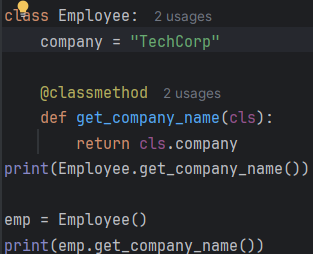 class Employee:  2 usages
    company = "TechCorp"

    @classmethod  2 usages
    def get_company_name(cls):
        return cls.company
print(Employee.get_company_name())

emp = Employee()
print(emp.get_company_name())